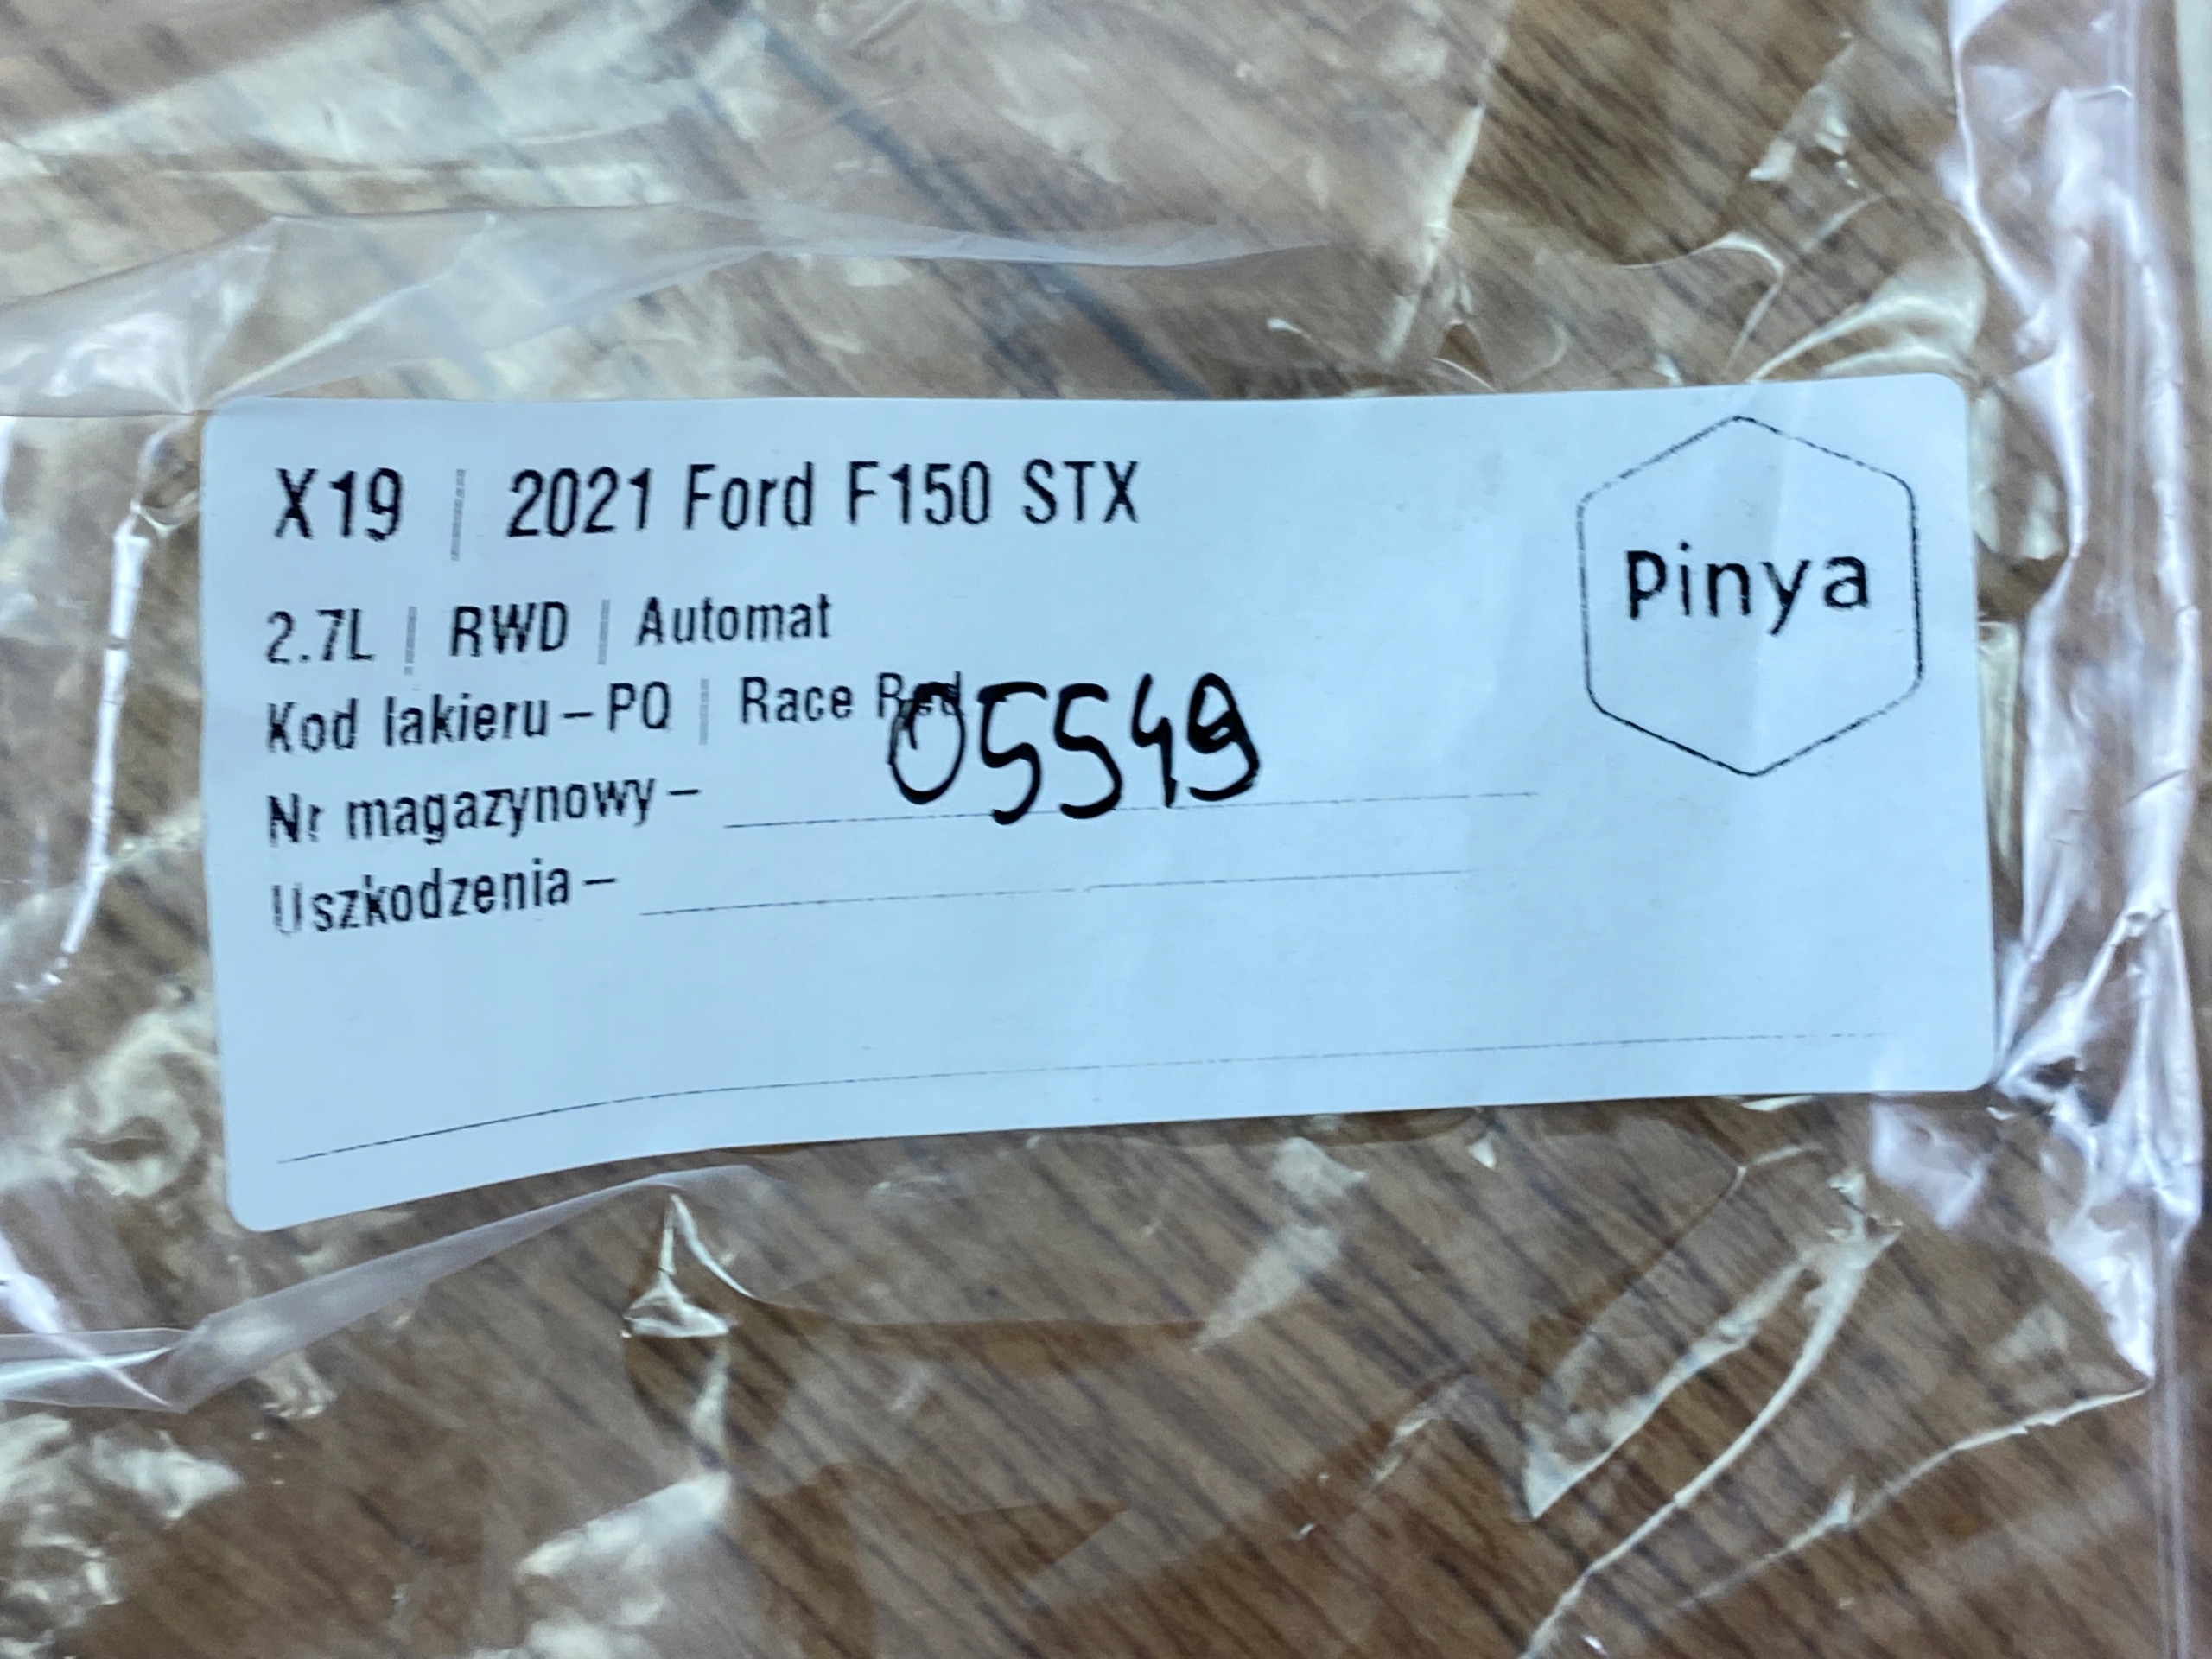 X19 | 2021 Ford F150 STX
Pinya
2.7L | RWD | Automat
Kod lakieru – PQ | Race Red
Nr magazynowy – 05549
Uszkodzenia –